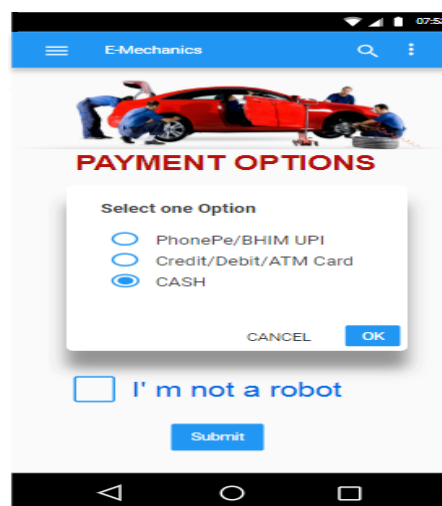 07:5
E-Mechanics
PAYMENT OPTIONS
Select one Option
PhonePe/BHIM UPI
Credit/Debit/ATM Card
CASH
CANCEL OK
I' m not a robot
Submit